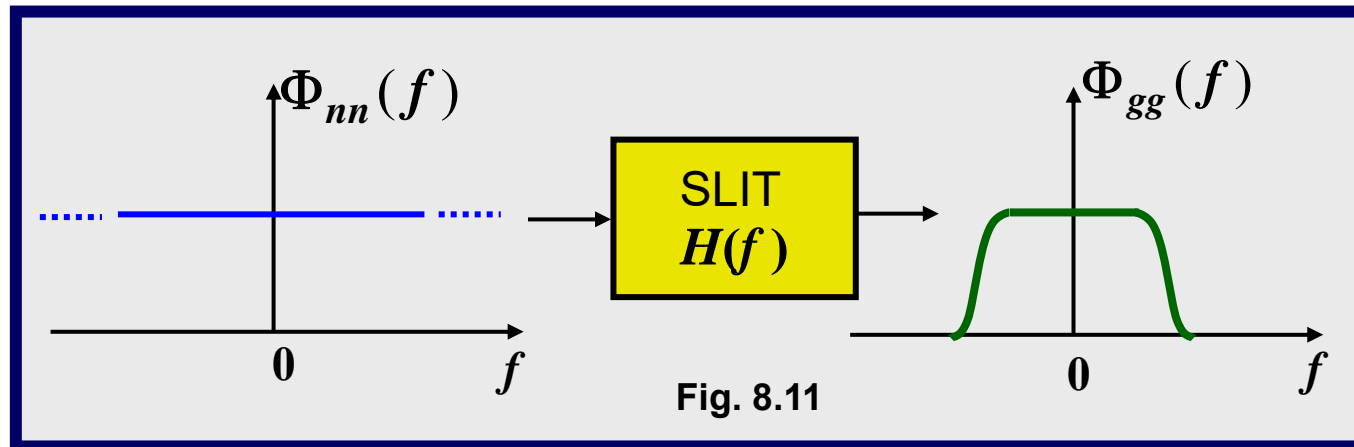 Φnn(f)
Φgg(f)
SLIT
H(f)
0
f
0
f
Fig. 8.11